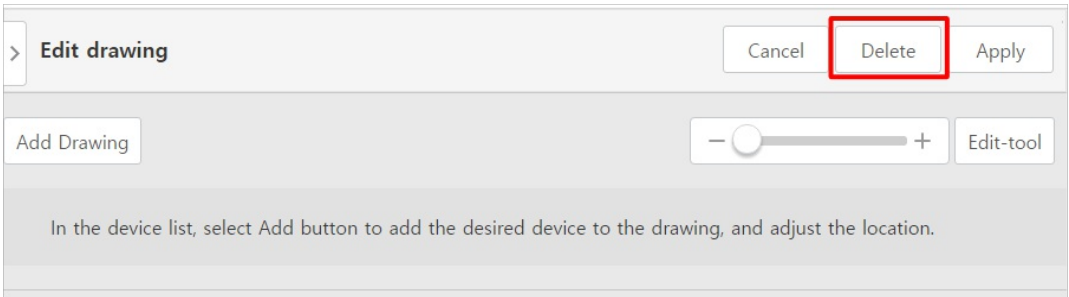 Edit drawing
Cancel
Delete
Apply
Add Drawing
Edit-tool
In the device list, select Add button to add the desired device to the drawing, and adjust the location.